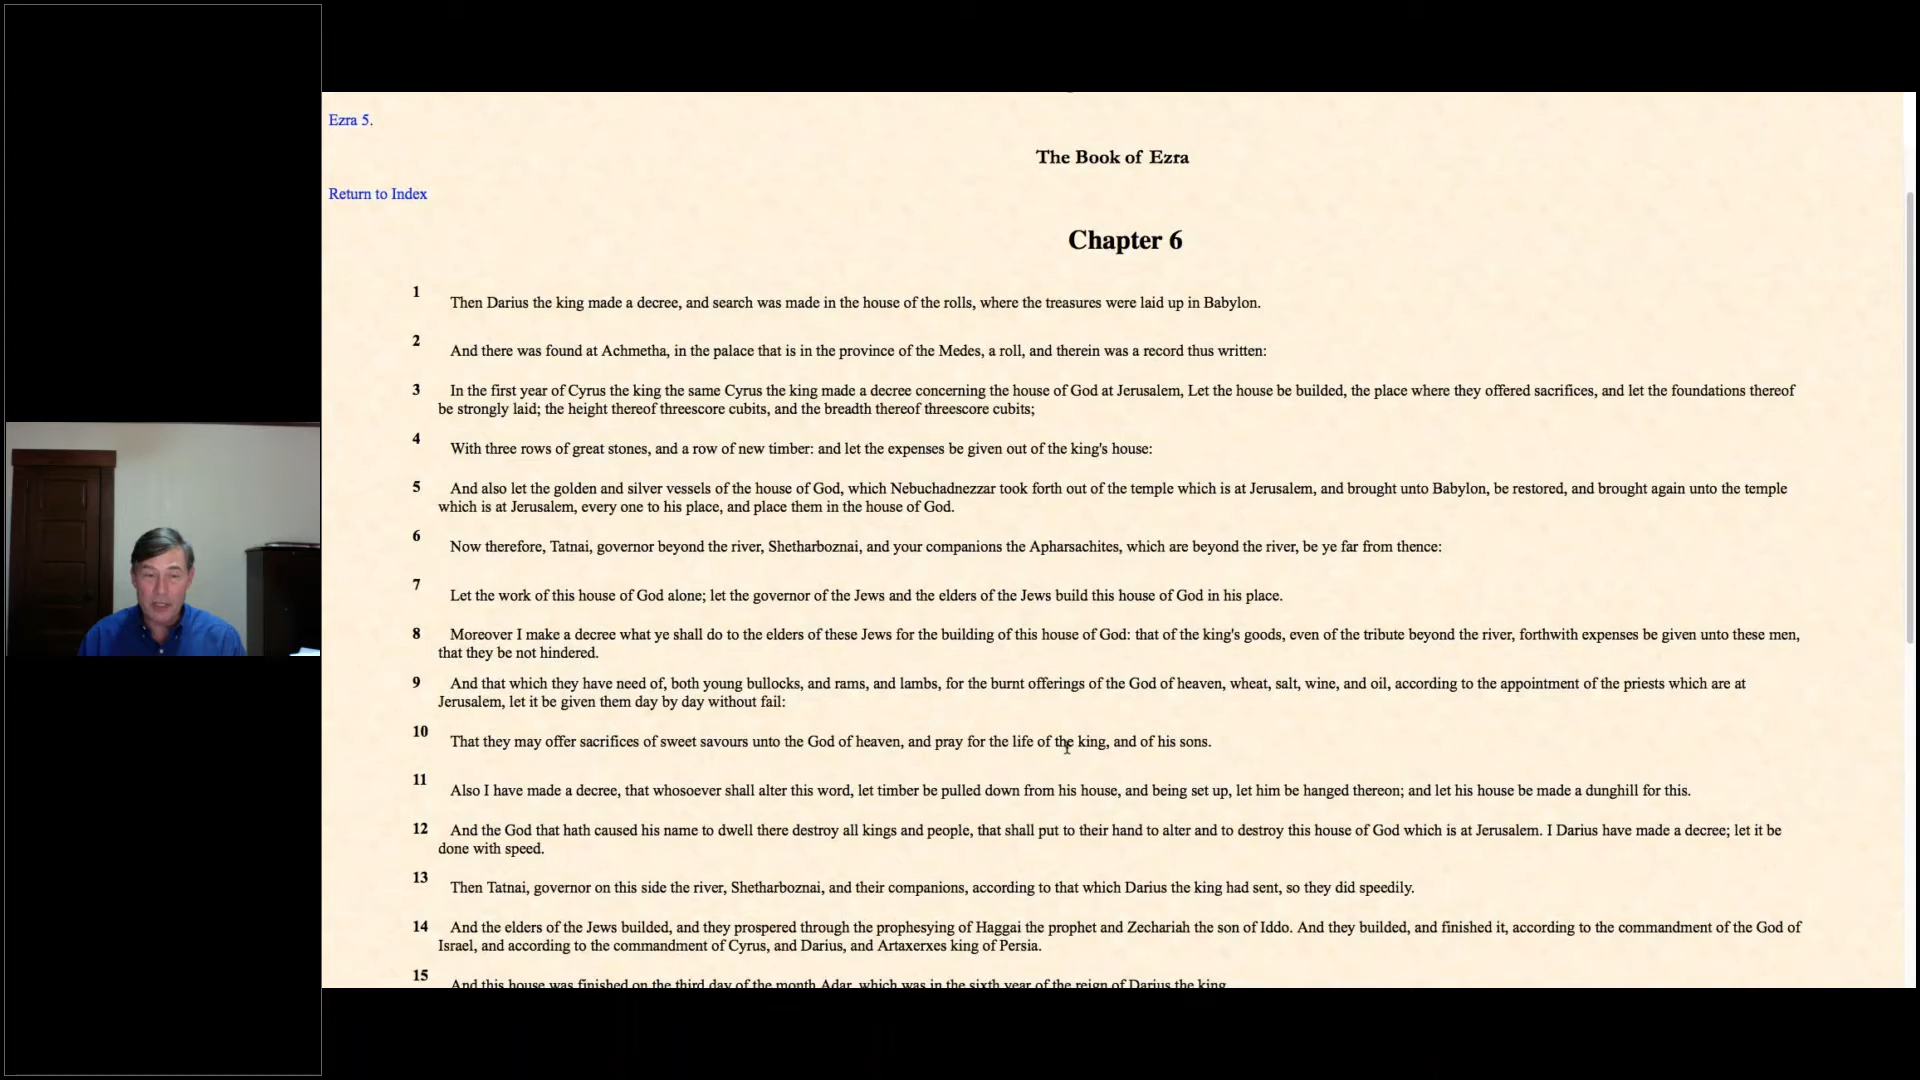 Ezra 5.
The Book of Ezra
Return to Index
Chapter 6
1 Then Darius the king made a decree, and search was made in the house of the rolls, where the treasures were laid up in Babylon.
2 And there was found at Achmetha, in the palace that is in the province of the Medes, a roll, and therein was a record thus written:
3 In the first year of Cyrus the king the same Cyrus the king made a decree concerning the house of God at Jerusalem, Let the house be builded, the place where they offered sacrifices, and let the foundations thereof
be strongly laid; the height thereof threescore cubits, and the breadth thereof threescore cubits;
4 With three rows of great stones, and a row of new timber: and let the expenses be given out of the king's house:
5 And also let the golden and silver vessels of the house of God, which Nebuchadnezzar took forth out of the temple which is at Jerusalem, and brought unto Babylon, be restored, and brought again unto the temple
which is at Jerusalem, every one to his place, and place them in the house of God.
6 Now therefore, Tatnai, governor beyond the river, Shetharboznai, and your companions the Apharsachites, which are beyond the river, be ye far from thence:
7 Let the work of this house of God alone; let the governor of the Jews and the elders of the Jews build this house of God in his place.
8 Moreover I make a decree what ye shall do to the elders of these Jews for the building of this house of God: that of the king's goods, even of the tribute beyond the river, forthwith expenses be given unto these men,
that they be not hindered.
9 And that which they have need of, both young bullocks, and rams, and lambs, for the burnt offerings of the God of heaven, wheat, salt, wine, and oil, according to the appointment of the priests which are at
Jerusalem, let it be given them day by day without fail:
10 That they may offer sacrifices of sweet savours unto the God of heaven, and pray for the life of the king, and of his sons.
11 Also I have made a decree, that whosoever shall alter this word, let timber be pulled down from his house, and being set up, let him be hanged thereon; and let his house be made a dunghill for this.
12 And the God that hath caused his name to dwell there destroy all kings and people, that shall put to their hand to alter and to destroy this house of God which is at Jerusalem. I Darius have made a decree; let it be
done with speed.
13 Then Tatnai, governor on this side the river, Shetharboznai, and their companions, according to that which Darius the king had sent, so they did speedily.
14 And the elders of the Jews builded, and they prospered through the prophesying of Haggai the prophet and Zechariah the son of Iddo. And they builded, and finished it, according to the commandment of the God of
Israel, and according to the commandment of Cyrus, and Darius, and Artaxerxes king of Persia.
15 And this house was finished on the third day of the month Adar, which was in the sixth year of the reign of Darius the king.